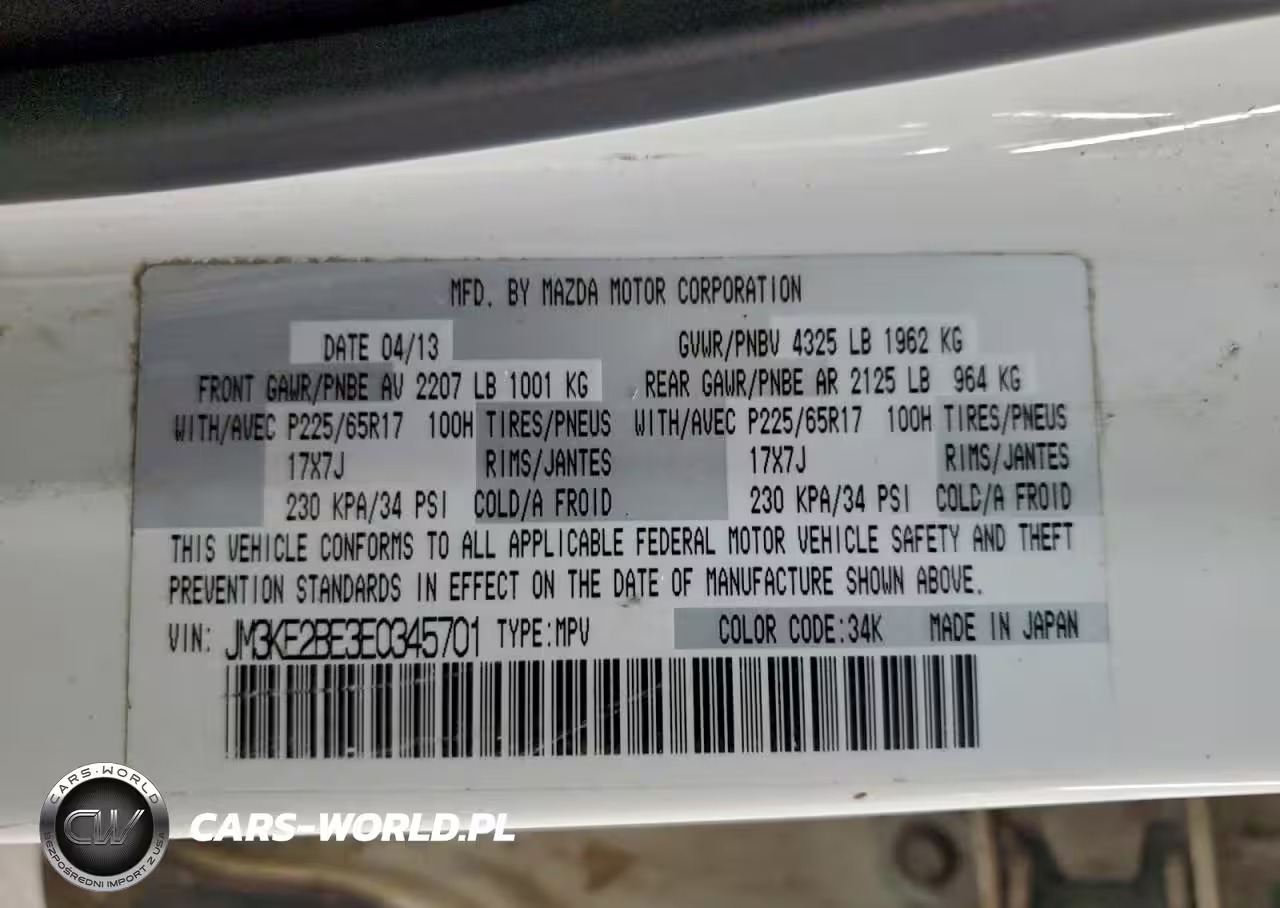 MFD. BY MAZDA MOTOR CORPORATION
DATE 04/13 GVWR/PNBV 4325 LB 1962 KG
FRONT GAWR/PNBE AV 2207 LB 1001 KG REAR GAWR/PNBE AR 2125 LB 964 KG
WITH/AVEC P225/65R17 100H TIRES/PNEUS WITH/AVEC P225/65R17 100H TIRES/PNEUS
17X7J RIMS/JANTES 17X7J RIMS/JANTES
230 KPA/34 PSI COLD/A FROID 230 KPA/34 PSI COLD/A FROID
THIS VEHICLE CONFORMS TO ALL APPLICABLE FEDERAL MOTOR VEHICLE SAFETY AND THEFT
PREVENTION STANDARDS IN EFFECT ON THE DATE OF MANUFACTURE SHOWN ABOVE.
VIN: JM3KE2BE3E0345701 TYPE:MPV COLOR CODE:34K MADE IN JAPAN
CARS-WORLD
CW
BEZPOŚREDNI IMPORT Z USA
CARS-WORLD.PL